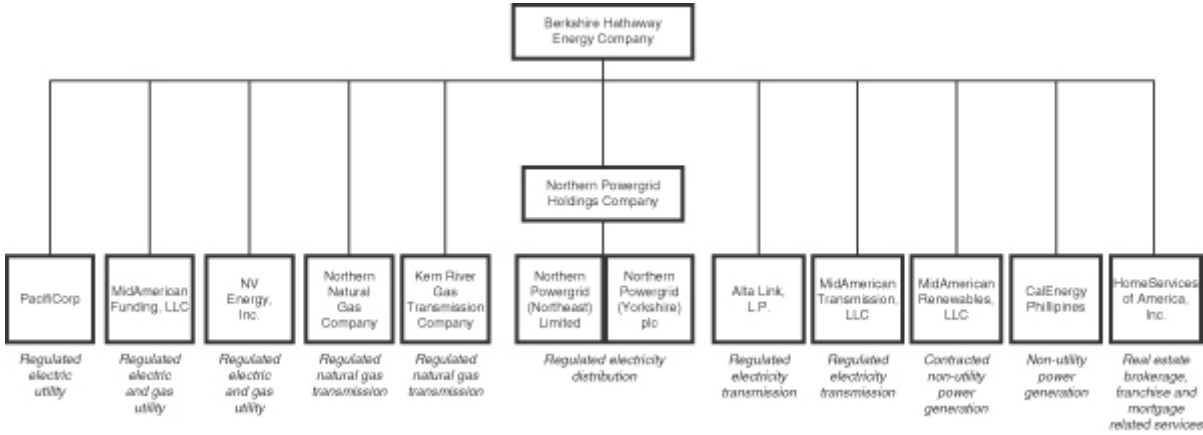 Berkshire Hathaway
Energy Company
Northern Powergrid
Holdings Company
PacifiCorp
MidAmerican
Funding, LLC
NV
Energy,
Inc.
Northern
Natural
Gas
Company
Kern River
Gas
Transmission
Company
Northern
Powergrid
(Northeast)
Limited
Northern
Powergrid
(Yorkshire)
plc
Alta Link,
L.P.
MidAmerican
Transmission,
LLC
MidAmerican
Renewables,
LLC
CalEnergy
Phillipines
HomeServices
of America,
Inc.
Regulated
electric
utility
Regulated
electric
and gas
utility
Regulated
electric
and gas
utility
Regulated
natural gas
transmission
Regulated
natural gas
transmission
Regulated electricity
distribution
Regulated
electricity
transmission
Regulated
electricity
transmission
Contracted
non-utility
power
generation
Non-utility
power
generation
Real estate
brokerage,
franchise and
mortgage
related services